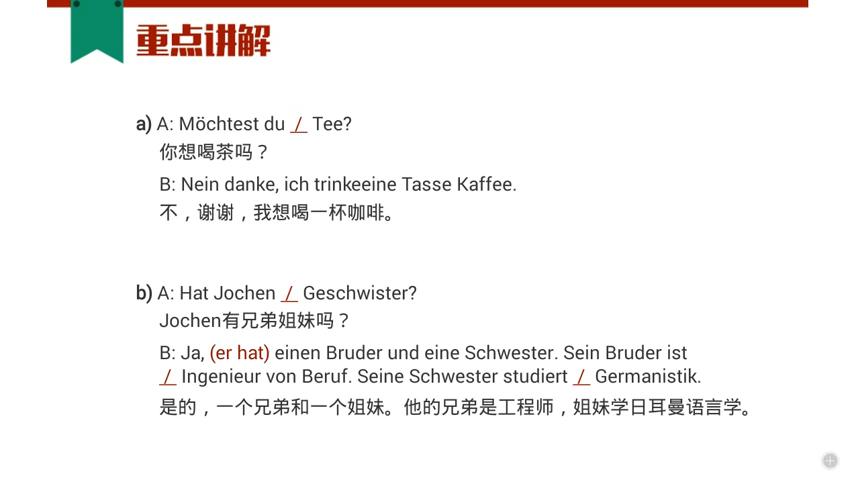 重点讲解
a) A: Möchtest du / Tee?
你想喝茶吗？
B: Nein danke, ich trinkeeine Tasse Kaffee.
不，谢谢，我想喝一杯咖啡。
b) A: Hat Jochen / Geschwister?
Jochen有兄弟姐妹吗？
B: Ja, (er hat) einen Bruder und eine Schwester. Sein Bruder ist
/ Ingenieur von Beruf. Seine Schwester studiert / Germanistik.
是的，一个兄弟和一个姐妹。他的兄弟是工程师，姐妹学日耳曼语言学。